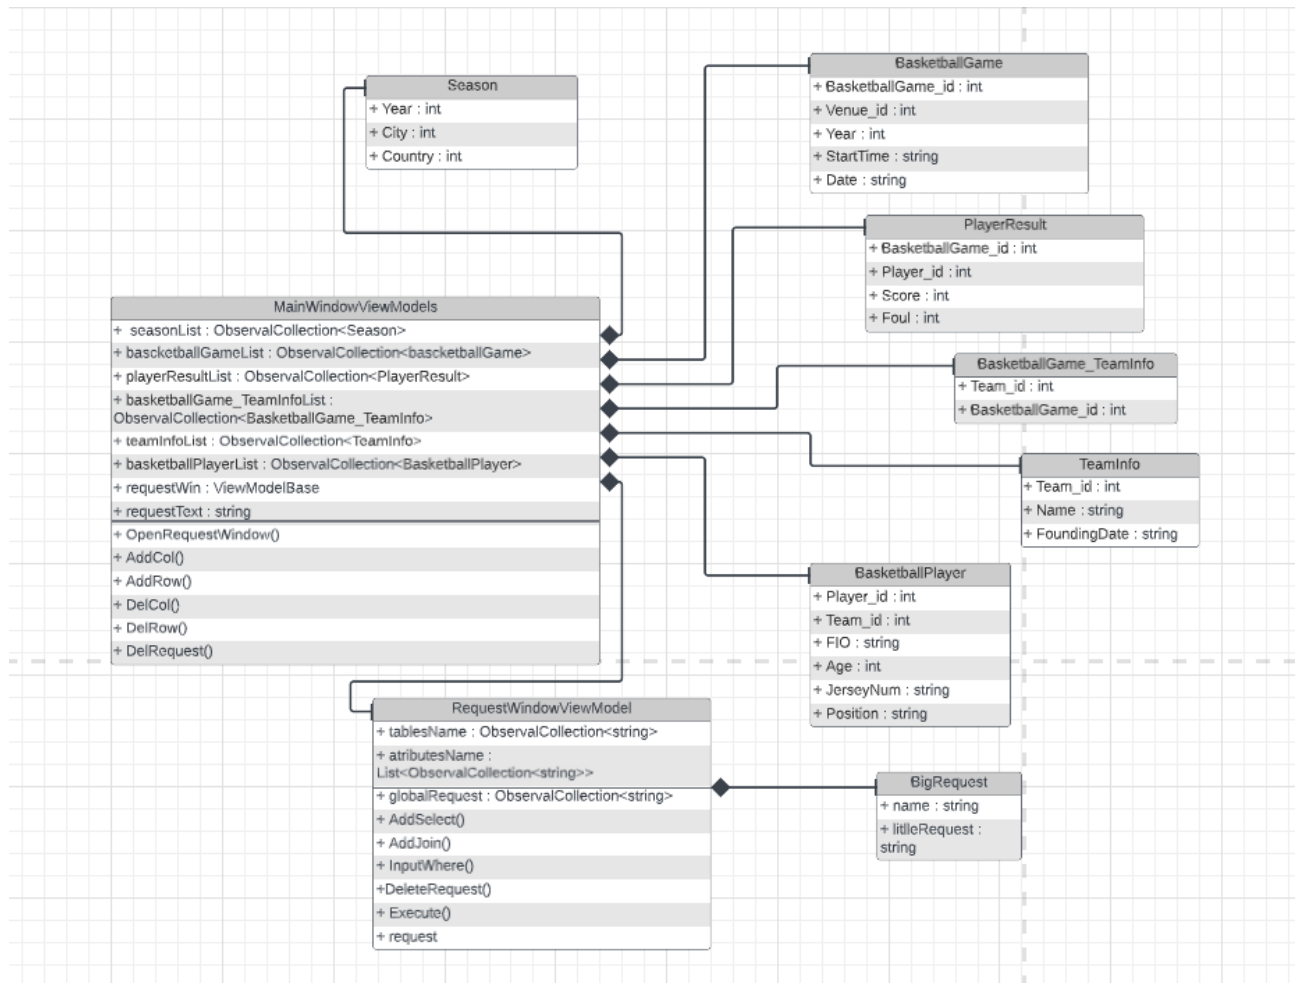 Season
+ Year : int
+ City : int
+ Country : int
BasketballGame
+ BasketballGame_id : int
+ Venue_id : int
+ Year : int
+ StartTime : string
+ Date : string
PlayerResult
+ BasketballGame_id : int
+ Player_id : int
+ Score : int
+ Foul : int
MainWindowViewModels
+ seasonList : ObservalCollection<Season>
+ bascketballGameList : ObservalCollection<bascketballGame>
+ playerResultList : ObservalCollection<PlayerResult>
+ basketballGame_TeamInfoList :
ObservalCollection<BasketballGame_TeamInfo>
+ teamInfoList : ObservalCollection<TeamInfo>
+ basketballPlayerList : ObservalCollection<BasketballPlayer>
+ requestWin : ViewModelBase
+ requestText : string
+ OpenRequestWindow()
+ AddCol()
+ AddRow()
+ DelCol()
+ DelRow()
+ DelRequest()
BasketballGame_TeamInfo
+ Team_id : int
+ BasketballGame_id : int
TeamInfo
+ Team_id : int
+ Name : string
+ FoundingDate : string
BasketballPlayer
+ Player_id : int
+ Team_id : int
+ FIO : string
+ Age : int
+ JerseyNum : string
+ Position : string
RequestWindowViewModel
+ tablesName : ObservalCollection<string>
+ atributesName :
List<ObservalCollection<string>>
+ globalRequest : ObservalCollection<string>
+ AddSelect()
+ AddJoin()
+ InputWhere()
+DeleteRequest()
+ Execute()
+ request
BigRequest
+ name : string
+ litlleRequest :
string